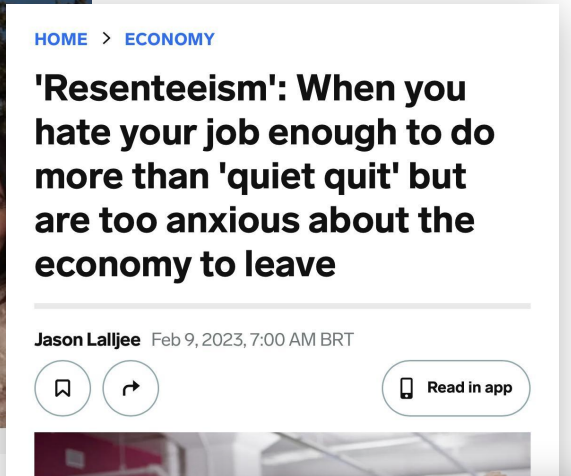 HOME > ECONOMY
'Resenteeism': When you
hate your job enough to do
more than 'quiet quit' but
are too anxious about the
economy to leave
Jason Lalljee Feb 9, 2023, 7:00 AM BRT
Read in app